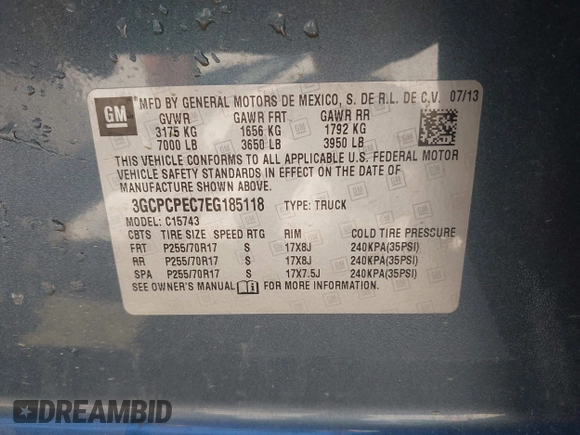 GM
MFD BY GENERAL MOTORS DE MEXICO, S. DE R.L. DE C.V. 07/13
GVWR GAWR FRT GAWR RR
3175 KG 1656 KG 1792 KG
7000 LB 3650 LB 3950 LB
THIS VEHICLE CONFORMS TO ALL APPLICABLE U.S. FEDERAL MOTOR
VEHICLE SAFETY STANDARDS IN EFFECT ON THE DATE OF
MANUFACTURE SHOWN ABOVE.
3GCPCPEC7EG185118 TYPE: TRUCK
MODEL: C15743
CTS TIRE SIZE SPEED RTG RIM COLD TIRE PRESSURE
FRT P255/70R17 S 17X8J 240KPA(35PSI)
RR P255/70R17 S 17X8J 240KPA(35PSI)
SPA P255/70R17 S 17X7.5J 240KPA(35PSI)
SEE OWNER'S MANUAL FOR MORE INFORMATION.
DREAMBID